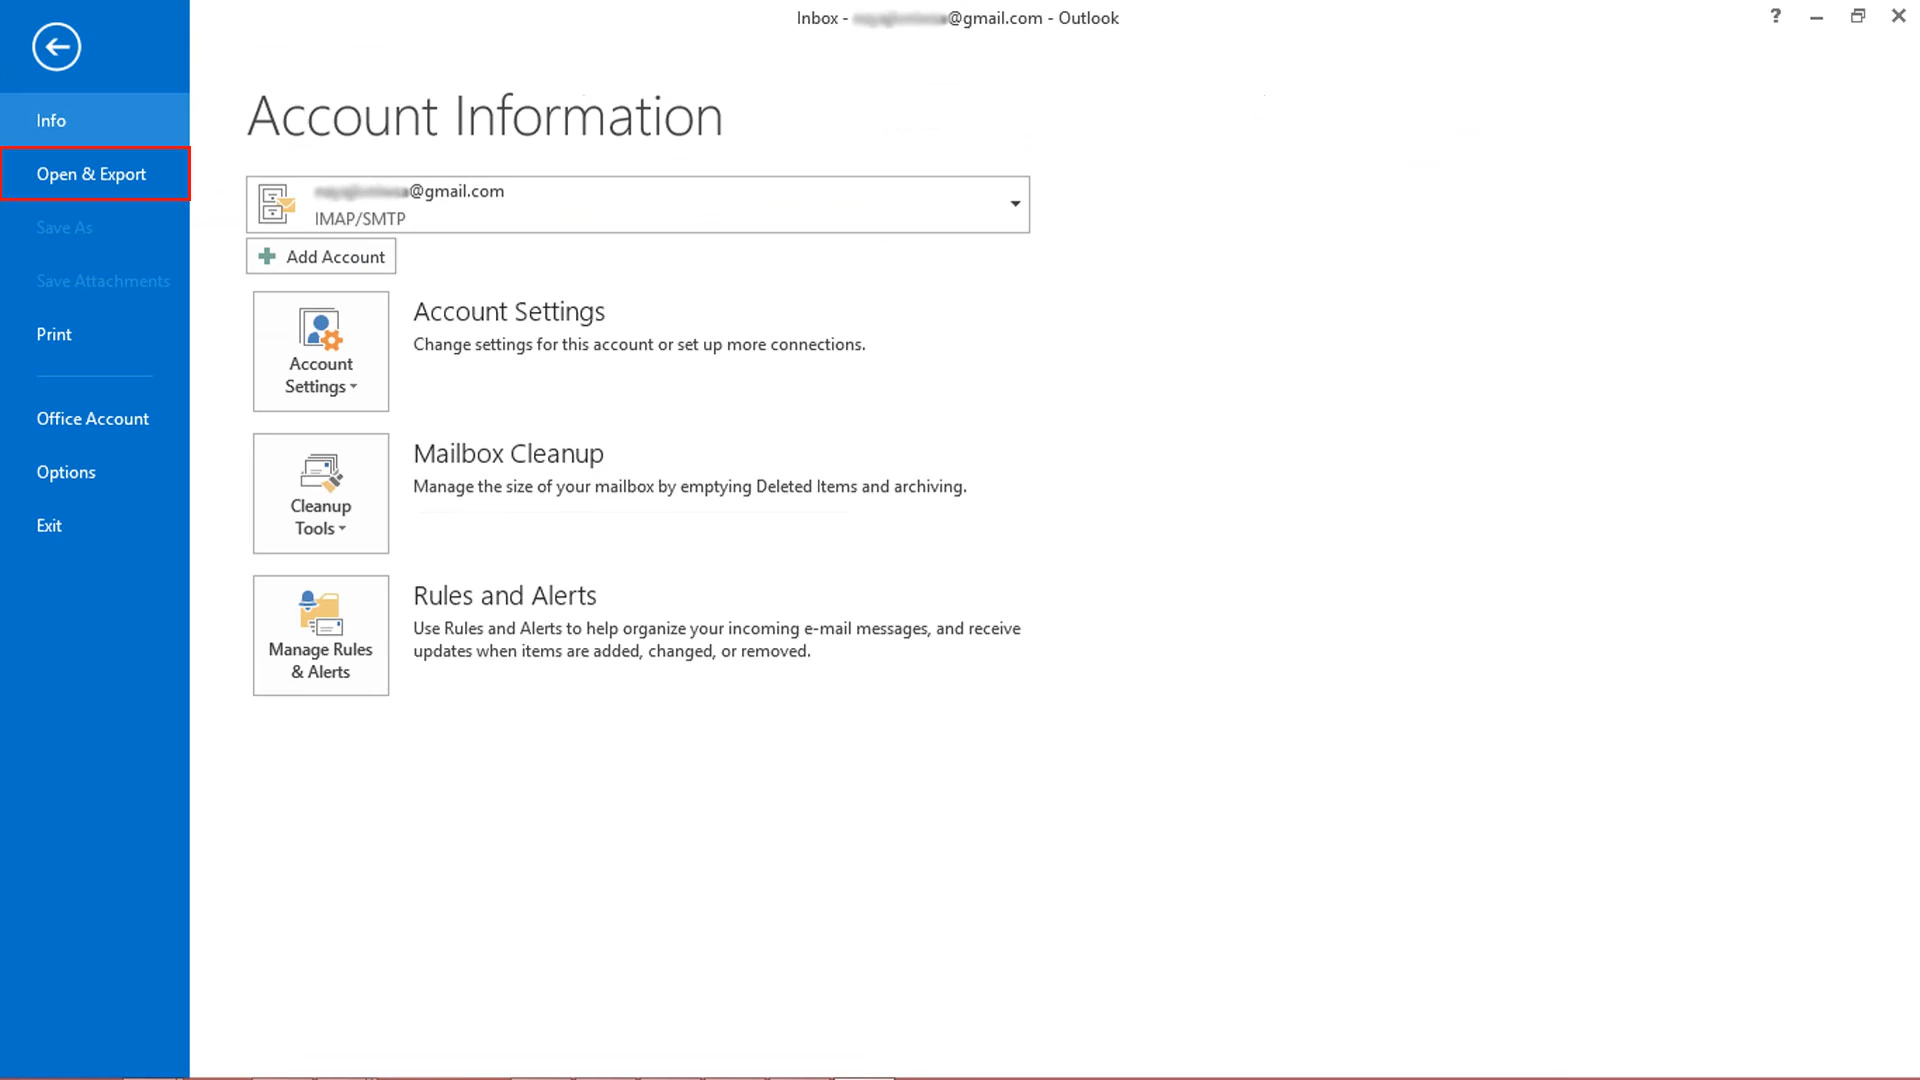 Inbox - @gmail.com - Outlook
?
Info
Open & Export
Save As
Save Attachments
Print
Office Account
Options
Exit
Account Information
@gmail.com
IMAP/SMTP
Add Account
Account
Settings
Account Settings
Change settings for this account or set up more connections.
Cleanup
Tools
Mailbox Cleanup
Manage the size of your mailbox by emptying Deleted Items and archiving.
Manage Rules
& Alerts
Rules and Alerts
Use Rules and Alerts to help organize your incoming e-mail messages, and receive
updates when items are added, changed, or removed.